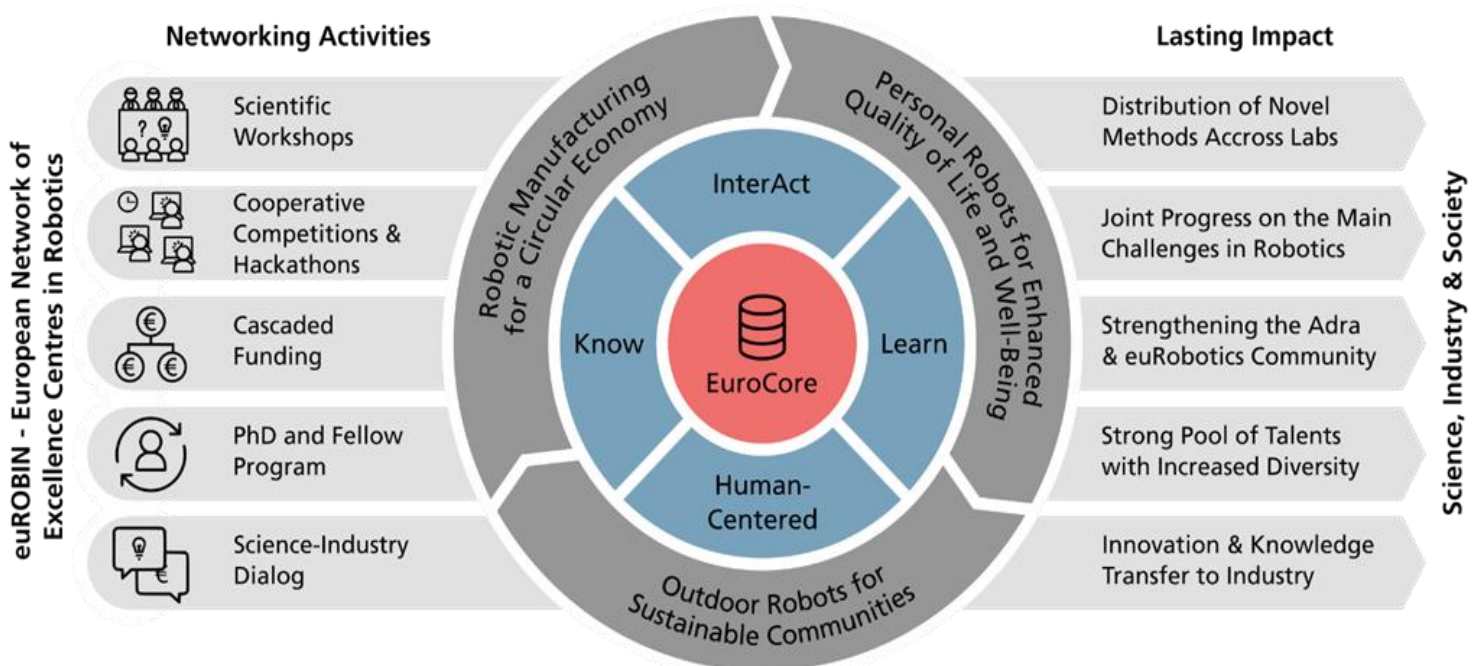 Networking Activities
euROBIN - European Network of
Excellence Centres in Robotics
Scientific
Workshops
Cooperative
Competitions &
Hackathons
Cascaded
Funding
PhD and Fellow
Program
Science-Industry
Dialog
Robotic Manufacturing
for a Circular Economy
Personal Robots for Enhanced
Quality of Life and Well-Being
Outdoor Robots for
Sustainable Communities
InterAct
Know
Learn
Human-
Centered
EuroCore
Lasting Impact
Distribution of Novel
Methods Accross Labs
Joint Progress on the Main
Challenges in Robotics
Strengthening the Adra
& euRobotics Community
Strong Pool of Talents
with Increased Diversity
Innovation & Knowledge
Transfer to Industry
Science, Industry & Society